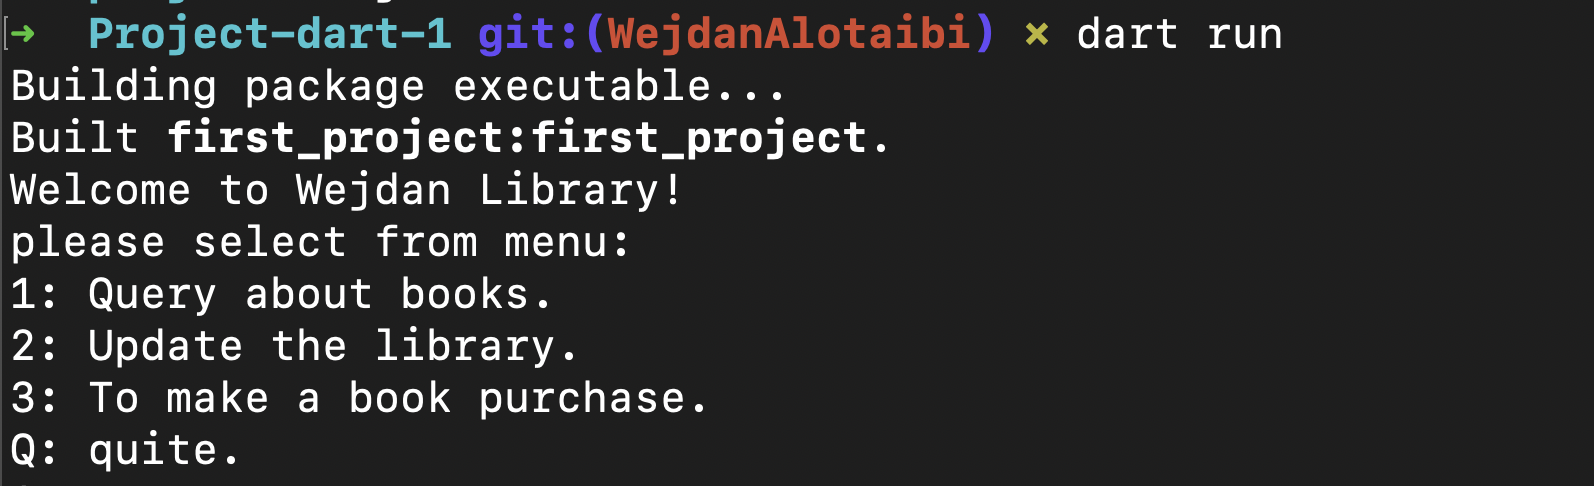 ➜ Project-dart-1 git:(WejdanAlotaibi) ✗ dart run
Building package executable...
Built first_project:first_project.
Welcome to Wejdan Library!
please select from menu:
1: Query about books.
2: Update the library.
3: To make a book purchase.
Q: quite.